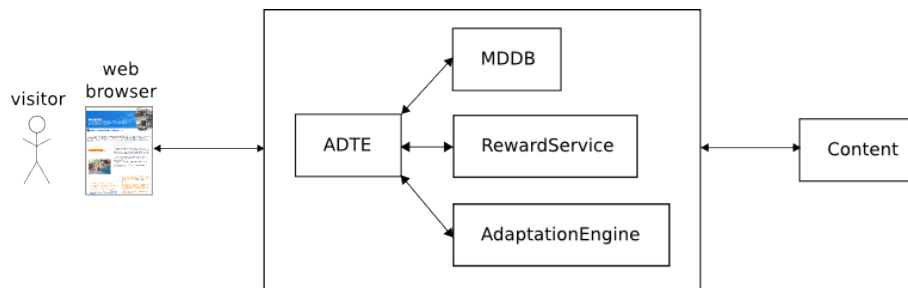 visitor
web
browser
ADTE
MDDB
RewardService
AdaptationEngine
Content